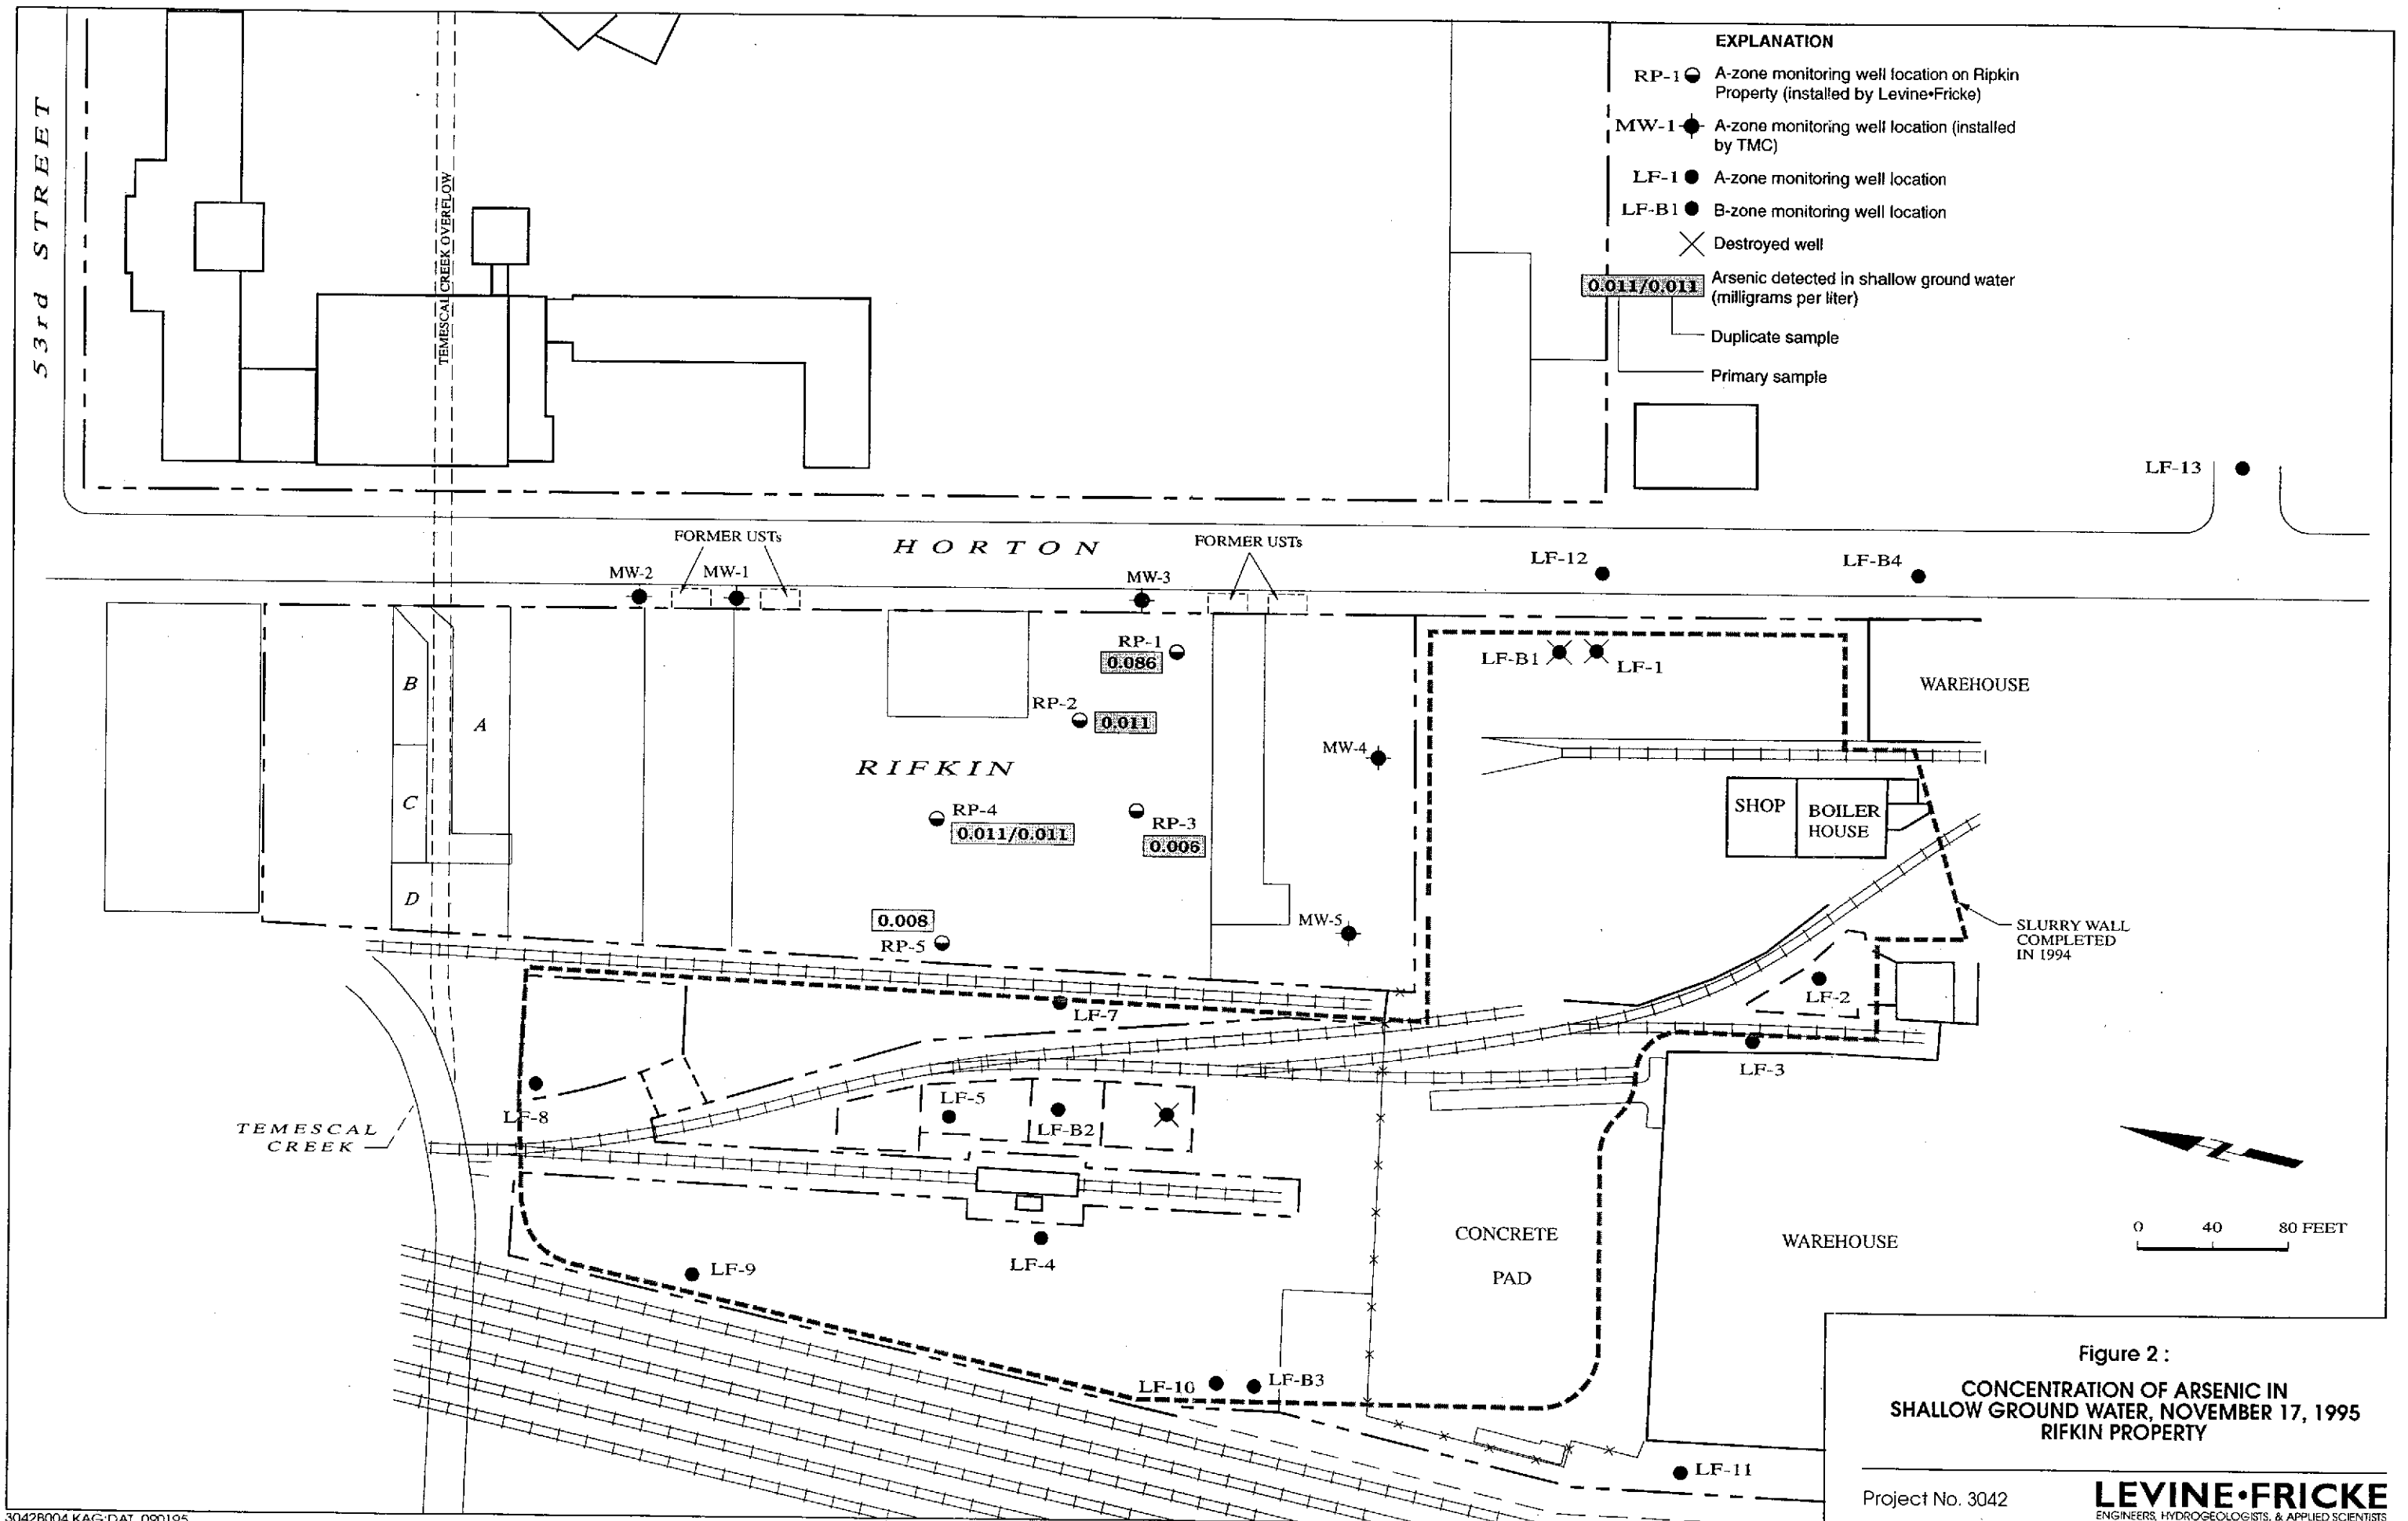 EXPLANATION
RP-1 A-zone monitoring well location on Ripkin
Property (installed by Levine•Fricke)
MW-1 A-zone monitoring well location (installed
by TMC)
LF-1 A-zone monitoring well location
LF-B1 B-zone monitoring well location
Destroyed well
0.011/0.011 Arsenic detected in shallow ground water
(milligrams per liter)
Duplicate sample
Primary sample
53rd STREET
TEMESCAL CREEK OVERFLOW
LF-13
HORTON
FORMER USTs
FORMER USTs
MW-2
MW-1
MW-3
LF-12
LF-B4
RP-1
0.086
LF-B1
LF-1
WAREHOUSE
B
A
RP-2
0.011
MW-4
RIFKIN
C
RP-4
0.011/0.011
RP-3
0.006
SHOP
BOILER
HOUSE
D
0.008
RP-5
MW-5
SLURRY WALL
COMPLETED
IN 1994
LF-2
LF-7
LF-3
LF-8
LF-5
LF-B2
TEMESCAL
CREEK
0 40 80 FEET
CONCRETE
PAD
WAREHOUSE
LF-4
LF-9
LF-10
LF-B3
LF-11
Figure 2 :
CONCENTRATION OF ARSENIC IN
SHALLOW GROUND WATER, NOVEMBER 17, 1995
RIFKIN PROPERTY
Project No. 3042
LEVINE•FRICKE
ENGINEERS, HYDROGEOLOGISTS, & APPLIED SCIENTISTS
3042B004.KAG:DAT 090195